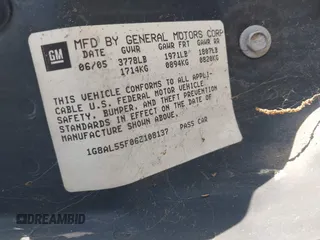 GM
MFD BY GENERAL MOTORS CORP
DATE GVWR GAWR FRT GAWR RR
06/05 3778LB 1971LB 1807LB
1714KG 0894KG 0820KG
THIS VEHICLE CONFORMS TO ALL APPLI-
CABLE U.S. FEDERAL MOTOR VEHICLE
SAFETY, BUMPER, AND THEFT PREVENTION
STANDARDS IN EFFECT ON THE DATE OF
MANUFACTURE SHOWN ABOVE.
1GBAL55F062108137 PASS CAR
DREAMBID